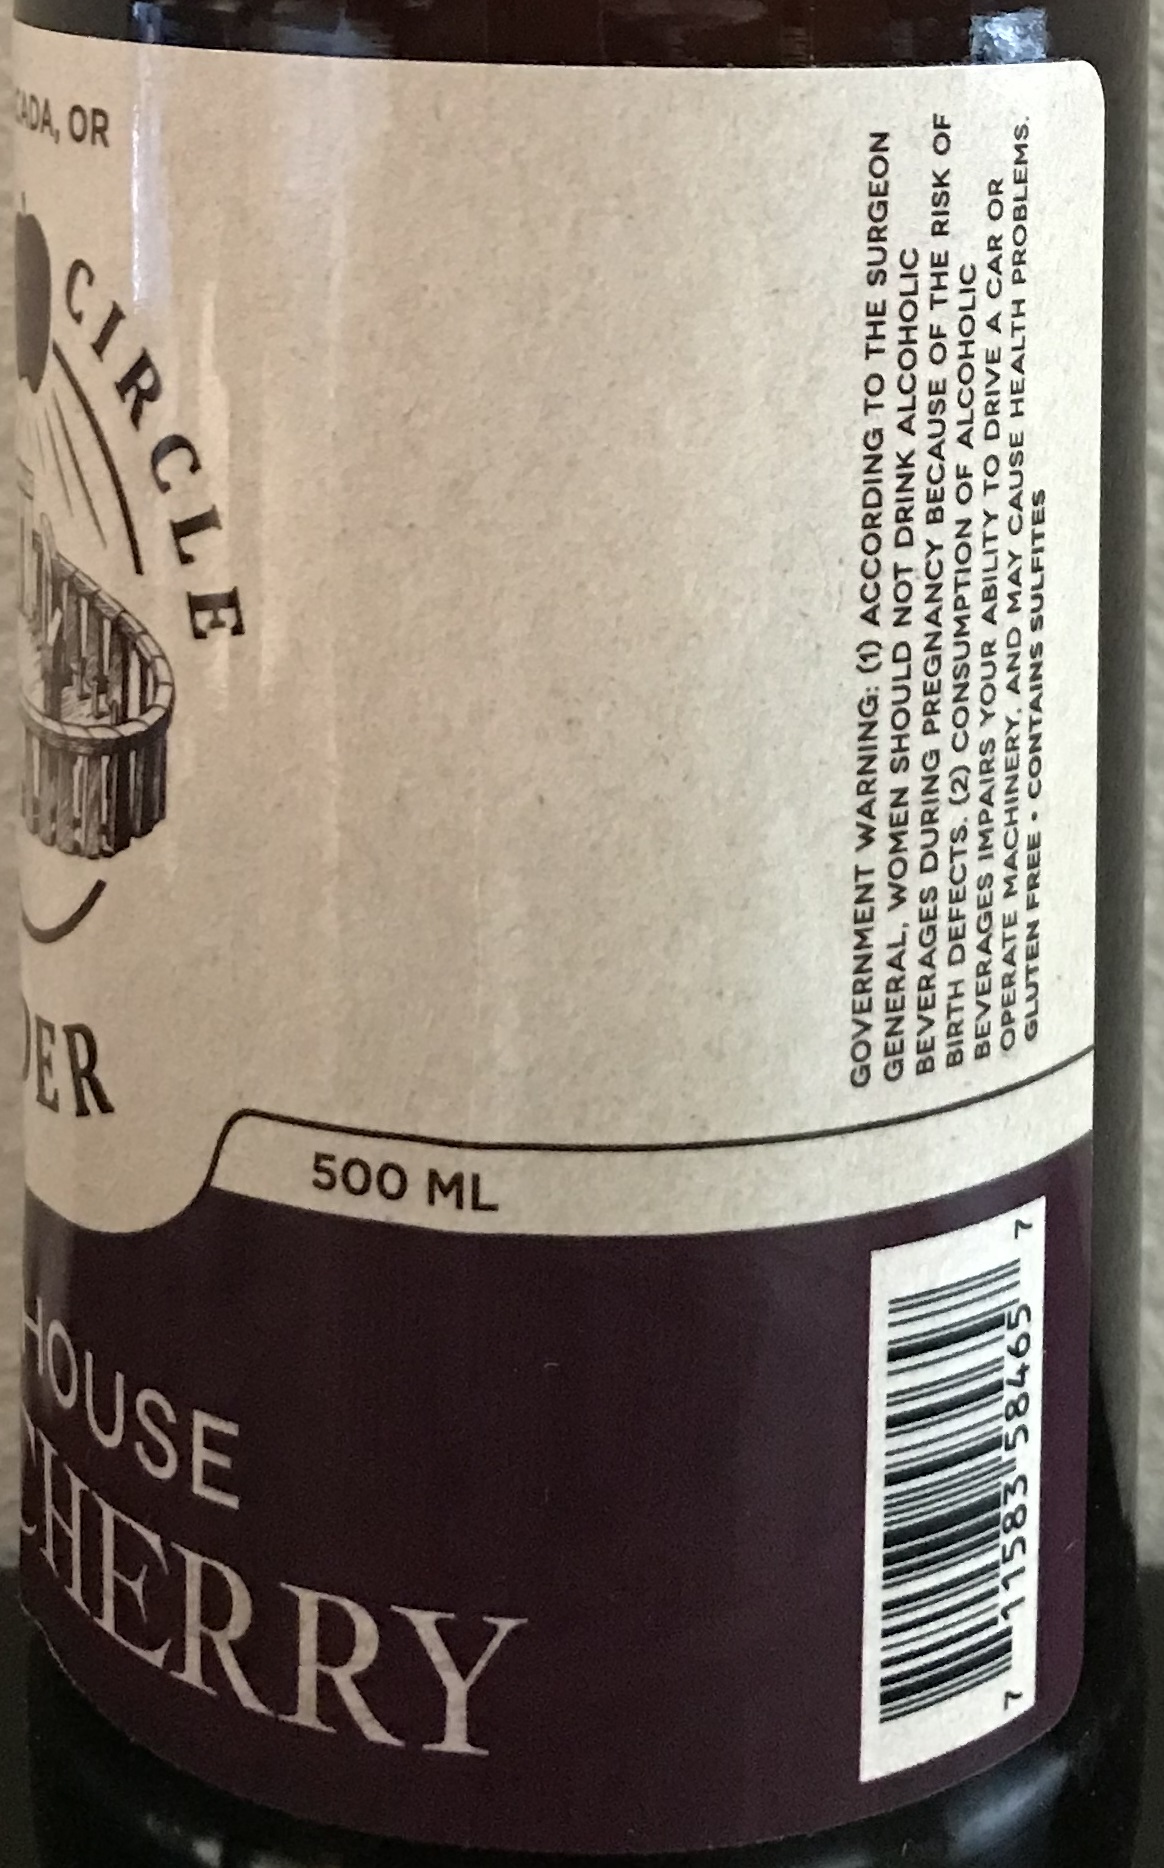 CADA, OR
CIRCLE
DER
500 ML
HOUSE
CHERRY
GOVERNMENT WARNING: (1) ACCORDING TO THE SURGEON
GENERAL, WOMEN SHOULD NOT DRINK ALCOHOLIC
BEVERAGES DURING PREGNANCY BECAUSE OF THE RISK OF
BIRTH DEFECTS. (2) CONSUMPTION OF ALCOHOLIC
BEVERAGES IMPAIRS YOUR ABILITY TO DRIVE A CAR OR
OPERATE MACHINERY, AND MAY CAUSE HEALTH PROBLEMS.
GLUTEN FREE • CONTAINS SULFITES
7 11583 58465 7